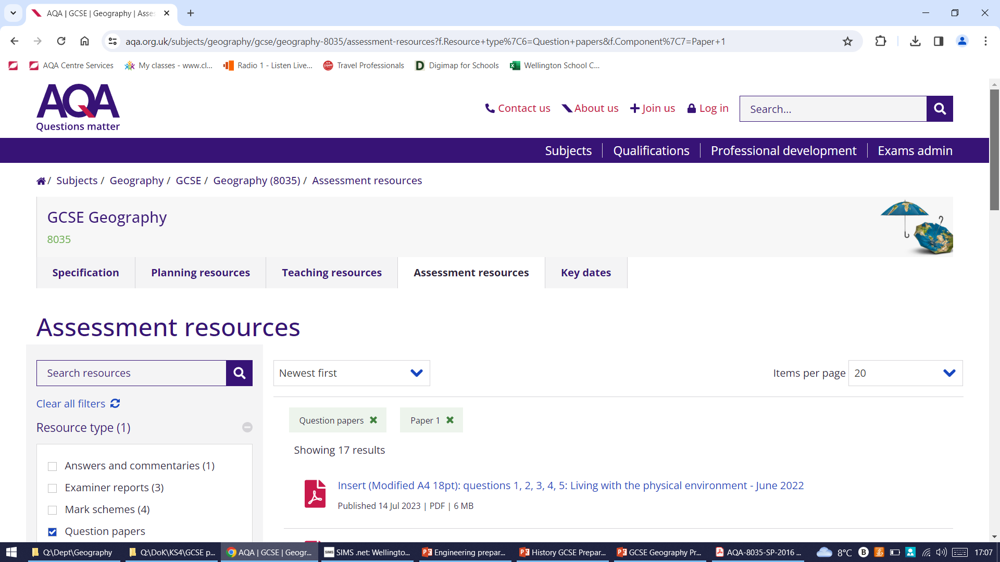 AQA | GCSE | Geography | Asses
aqa.org.uk/subjects/geography/gcse/geography-8035/assessment-resources?f.Resource+type%7C6=Question+papers&f.Component%7C7=Paper+1
AQA Centre Services
My classes - www.cl...
Radio 1 - Listen Live...
Travel Professionals
Digimap for Schools
Wellington School C...
AQA
Questions matter
Contact us
About us
Join us
Log in
Search...
Subjects
Qualifications
Professional development
Exams admin
/ Subjects / Geography / GCSE / Geography (8035) / Assessment resources
GCSE Geography
8035
Specification
Planning resources
Teaching resources
Assessment resources
Key dates
Assessment resources
Search resources
Newest first
Items per page 20
Clear all filters
Resource type (1)
Question papers
Paper 1
Showing 17 results
Answers and commentaries (1)
Examiner reports (3)
Mark schemes (4)
Question papers
Insert (Modified A4 18pt): questions 1, 2, 3, 4, 5: Living with the physical environment - June 2022
Published 14 Jul 2023 | PDF | 6 MB
Q:\Dept\Geography
Q:\DoK\KS4\GCSE p...
AQA | GCSE | Geogr...
SIMS .net: Wellingto...
Engineering prepar...
History GCSE Prepar...
GCSE Geography Pr...
AQA-8035-SP-2016 ...
8°C
17:07